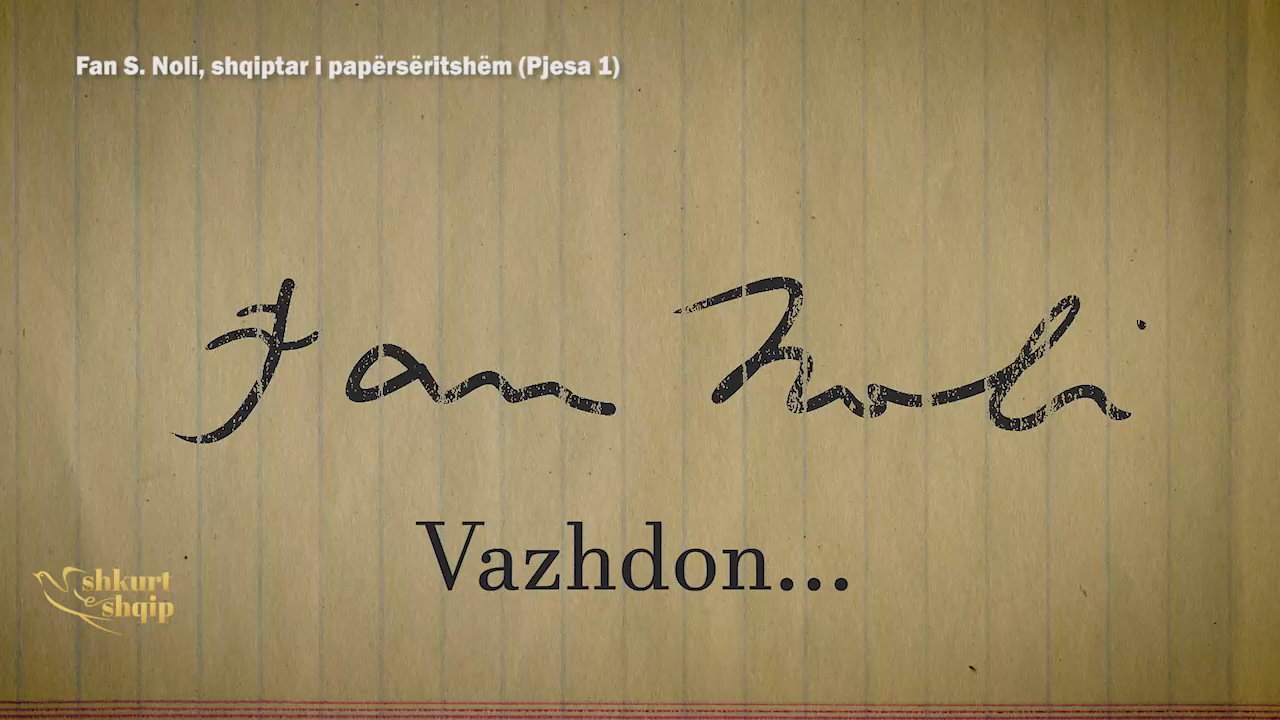 Fan S. Noli, shqiptar i papërsëritshëm (Pjesa 1)
Fan Noli
Vazhdon...
shkurt
e shqip